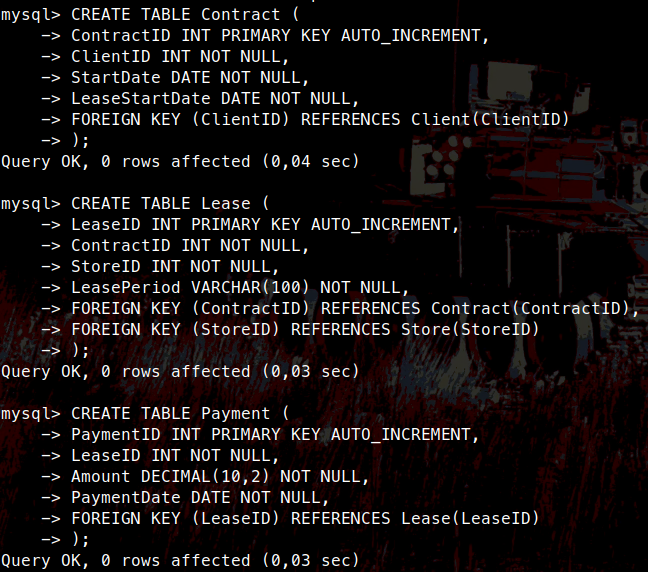 mysql> CREATE TABLE Contract (
    -> ContractID INT PRIMARY KEY AUTO_INCREMENT,
    -> ClientID INT NOT NULL,
    -> StartDate DATE NOT NULL,
    -> LeaseStartDate DATE NOT NULL,
    -> FOREIGN KEY (ClientID) REFERENCES Client(ClientID)
    -> );
Query OK, 0 rows affected (0,04 sec)

mysql> CREATE TABLE Lease (
    -> LeaseID INT PRIMARY KEY AUTO_INCREMENT,
    -> ContractID INT NOT NULL,
    -> StoreID INT NOT NULL,
    -> LeasePeriod VARCHAR(100) NOT NULL,
    -> FOREIGN KEY (ContractID) REFERENCES Contract(ContractID),
    -> FOREIGN KEY (StoreID) REFERENCES Store(StoreID)
    -> );
Query OK, 0 rows affected (0,03 sec)

mysql> CREATE TABLE Payment (
    -> PaymentID INT PRIMARY KEY AUTO_INCREMENT,
    -> LeaseID INT NOT NULL,
    -> Amount DECIMAL(10,2) NOT NULL,
    -> PaymentDate DATE NOT NULL,
    -> FOREIGN KEY (LeaseID) REFERENCES Lease(LeaseID)
    -> );
Query OK, 0 rows affected (0,03 sec)